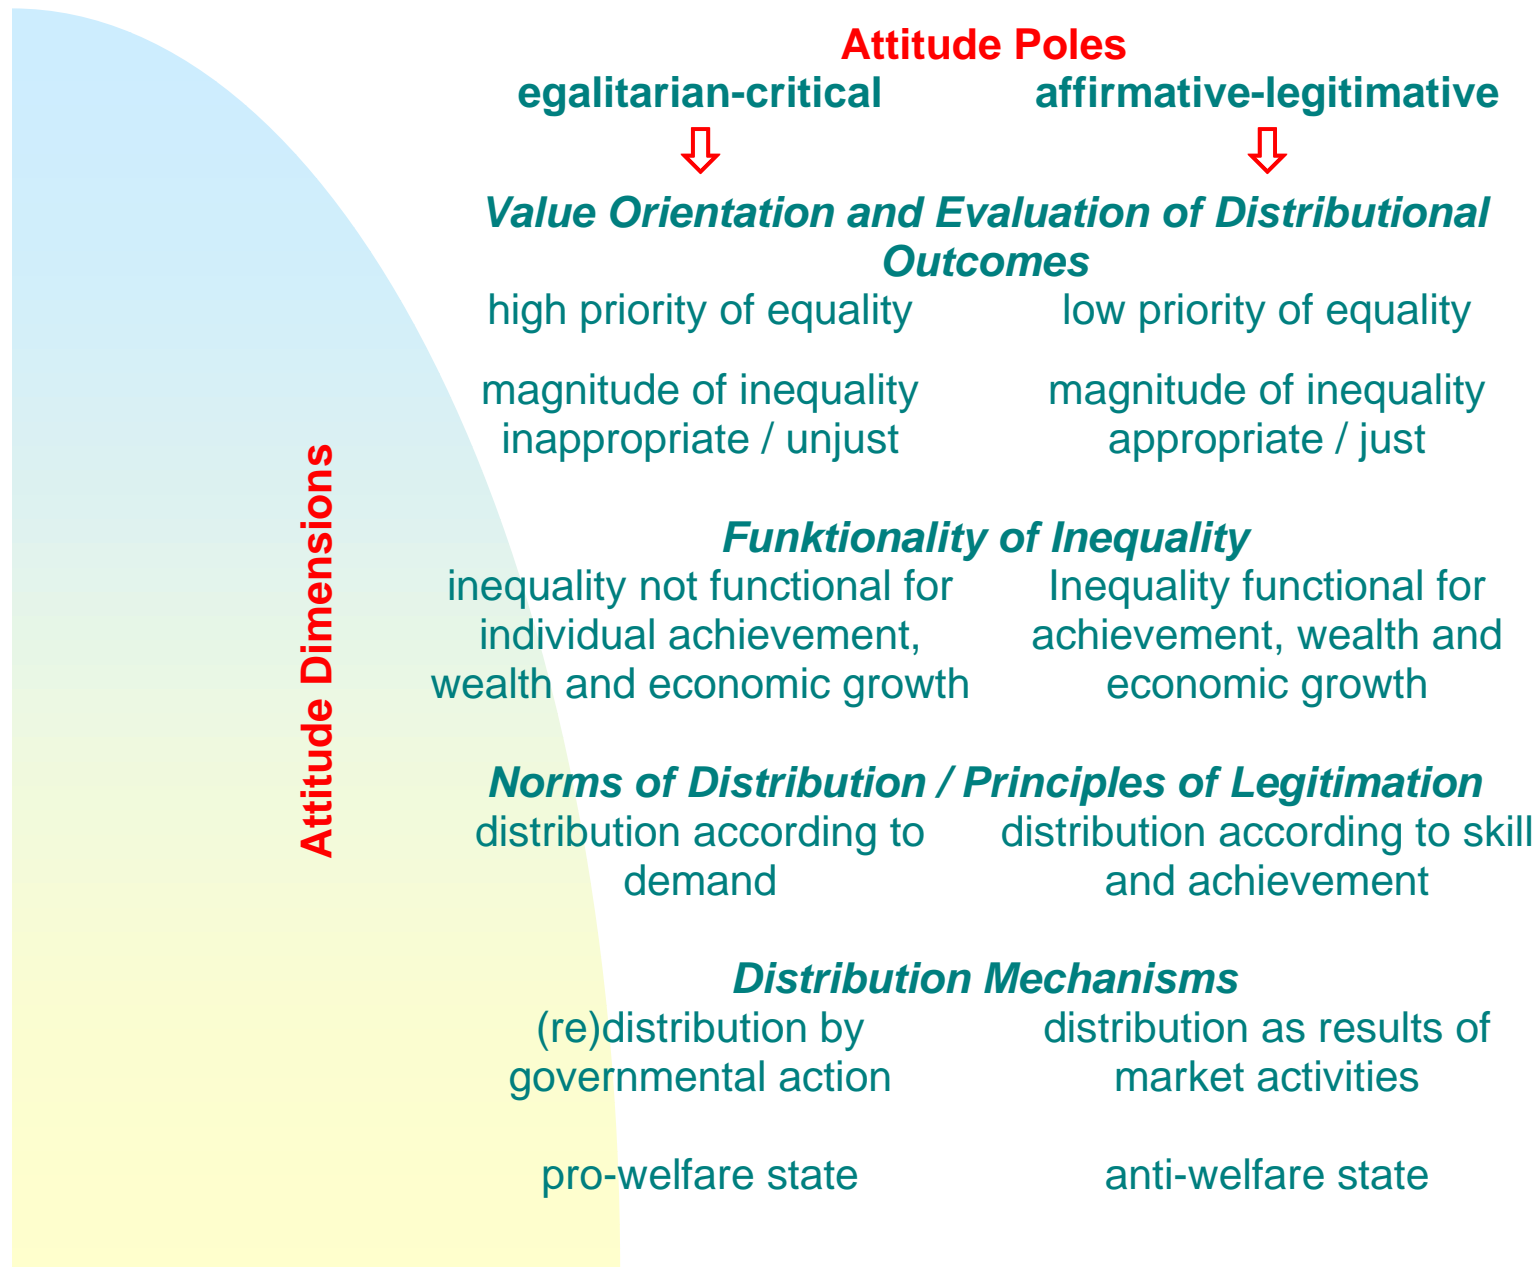 Attitude Poles
egalitarian-critical affirmative-legitimative
Value Orientation and Evaluation of Distributional
Outcomes
high priority of equality low priority of equality
magnitude of inequality magnitude of inequality
inappropriate / unjust appropriate / just
Attitude Dimensions
Funktionality of Inequality
inequality not functional for Inequality functional for
individual achievement, achievement, wealth and
wealth and economic growth economic growth
Norms of Distribution / Principles of Legitimation
distribution according to distribution according to skill
demand and achievement
Distribution Mechanisms
(re)distribution by distribution as results of
governmental action market activities
pro-welfare state anti-welfare state